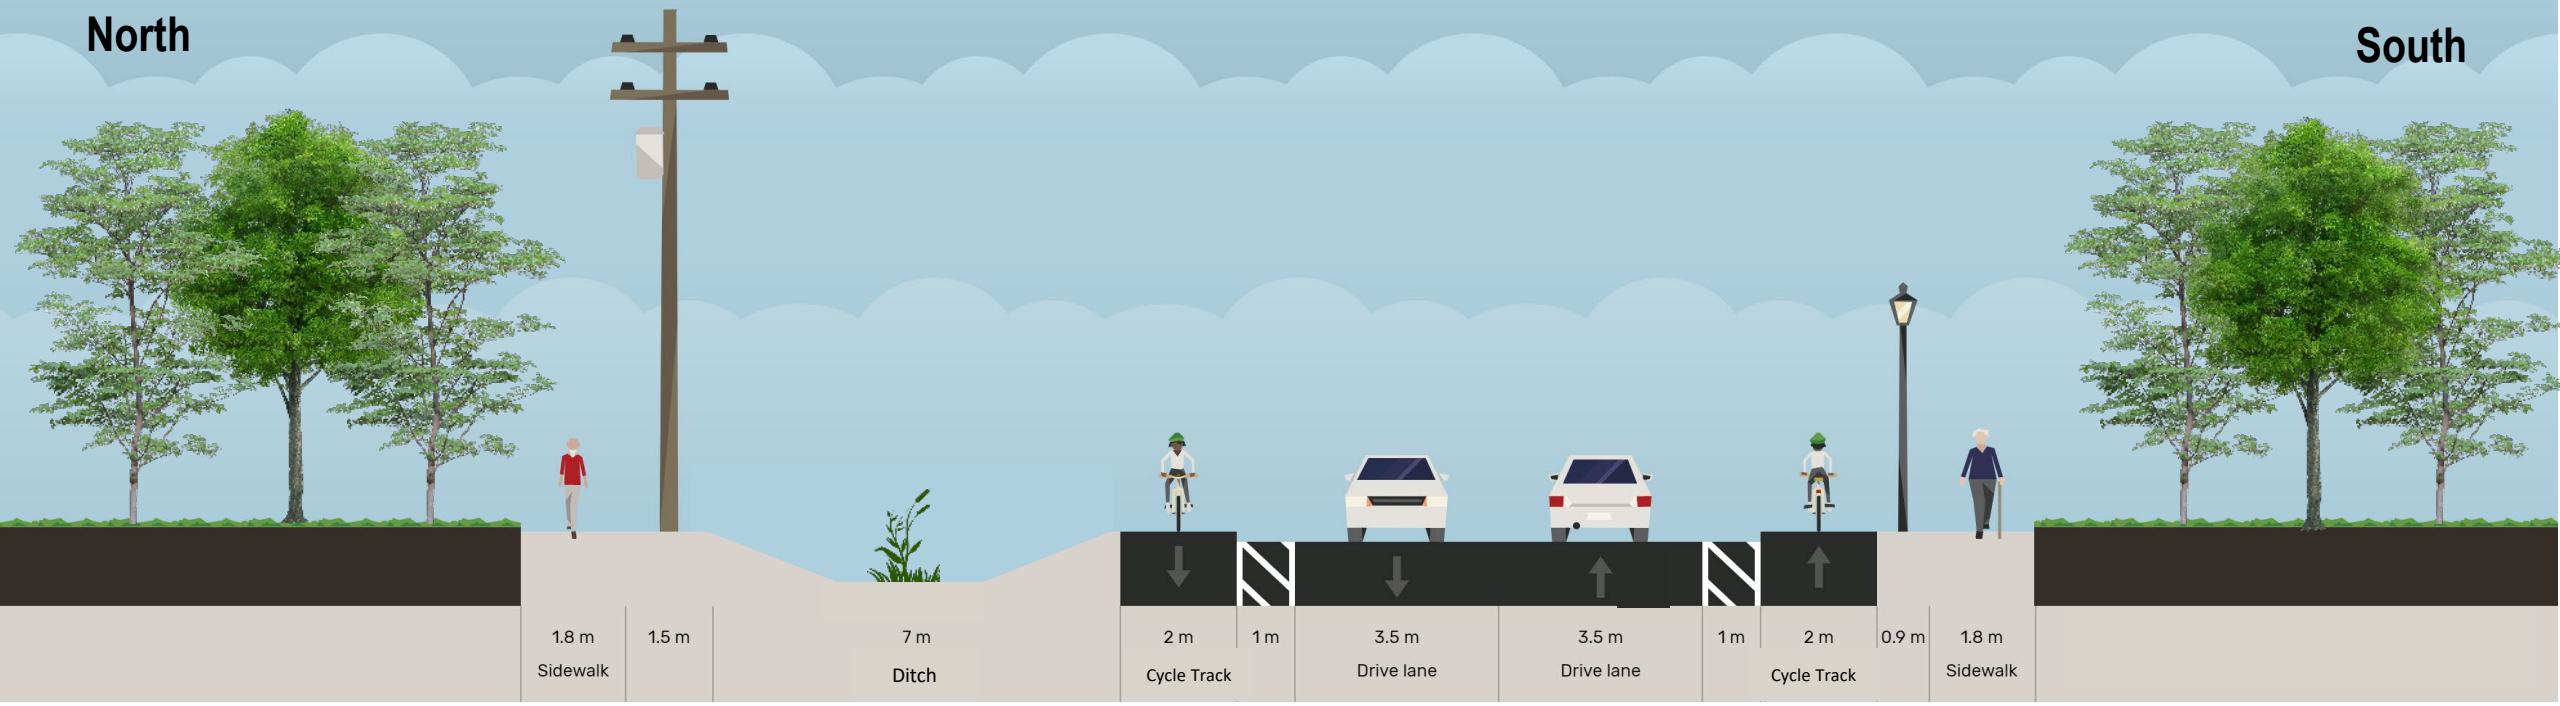 North
South
1.8 m
1.5 m
7 m
2 m
1 m
3.5 m
3.5 m
1 m
2 m
0.9 m
1.8 m
Sidewalk
Ditch
Cycle Track
Drive lane
Drive lane
Cycle Track
Sidewalk